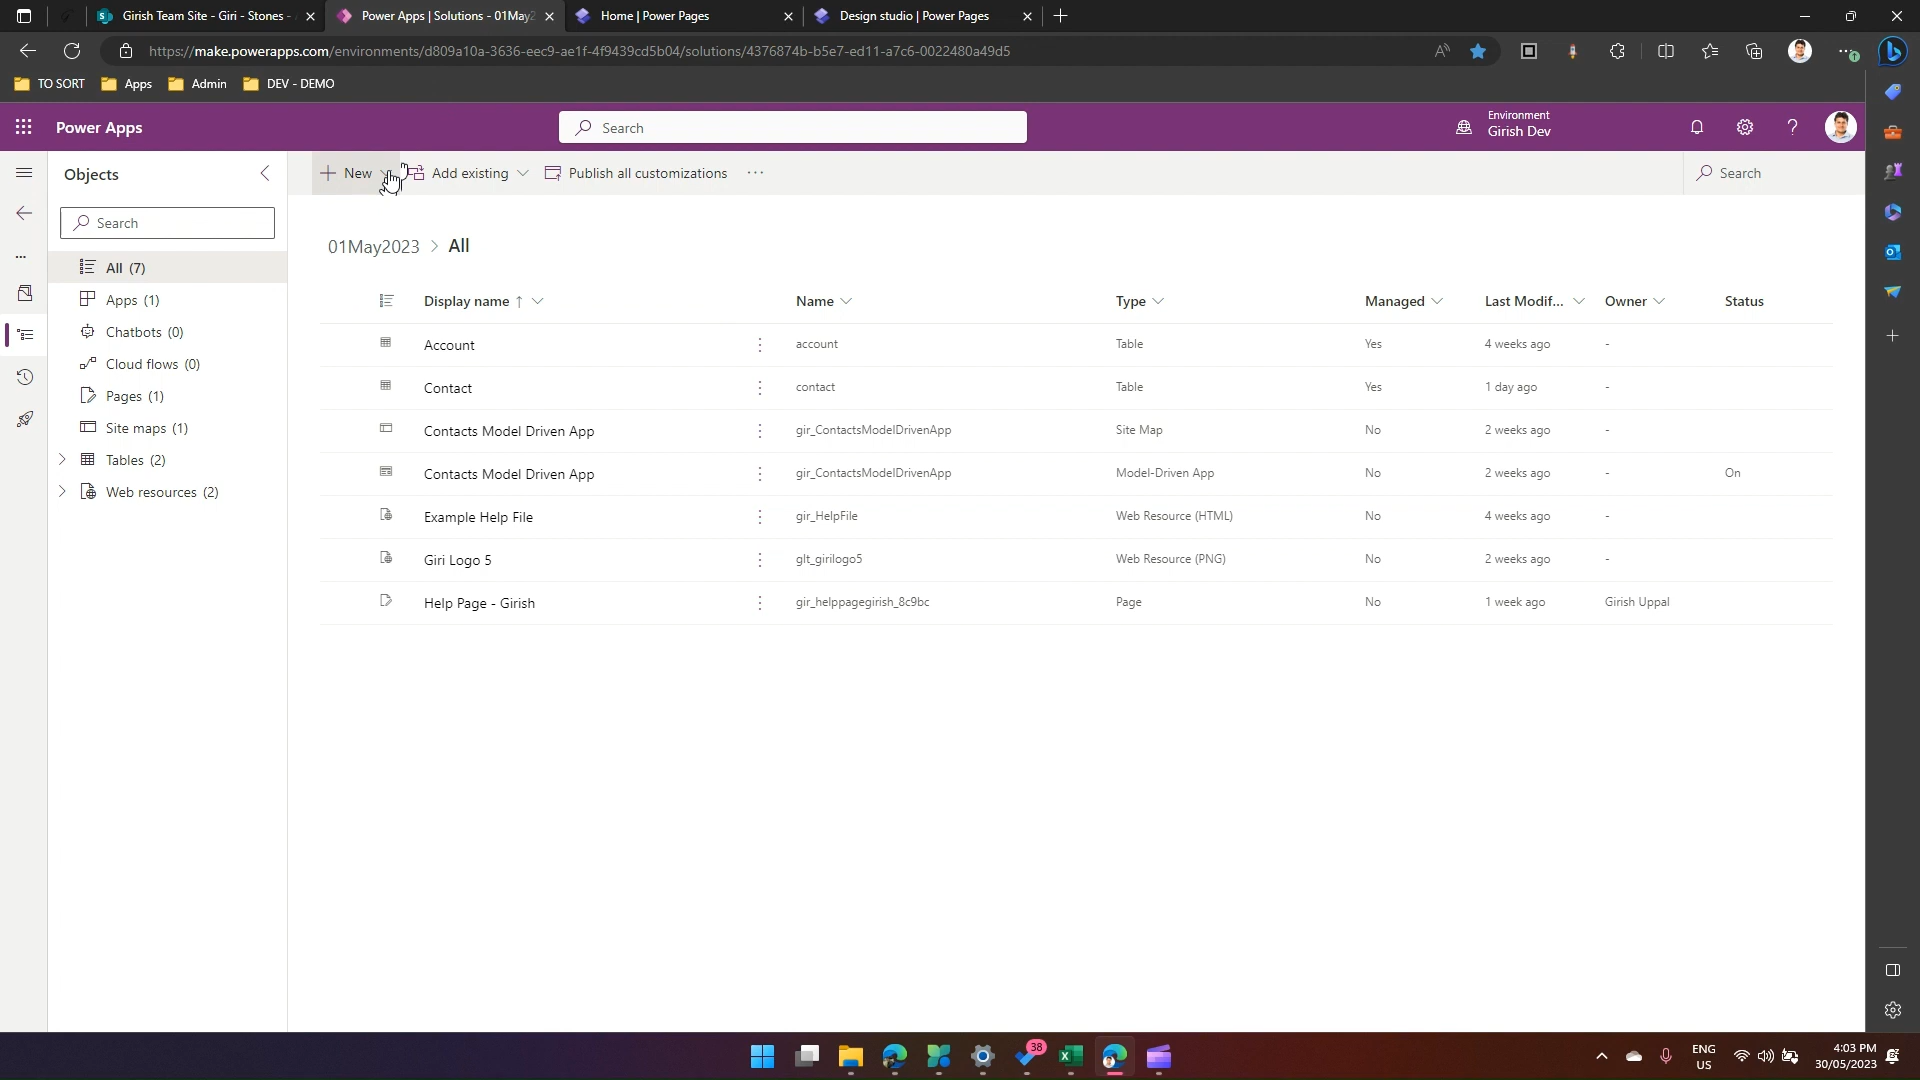 Girish Team Site - Giri - Stones -
Power Apps | Solutions - 01May2
Home | Power Pages
Design studio | Power Pages
https://make.powerapps.com/environments/d809a10a-3636-eec9-ae1f-4f9439cd5b04/solutions/4376874b-b5e7-ed11-a7c6-0022480a49d5
TO SORT Apps Admin DEV - DEMO
Power Apps
Search
Environment
Girish Dev
Objects
New
Add existing
Publish all customizations
Search
Search
All (7)
Apps (1)
Chatbots (0)
Cloud flows (0)
Pages (1)
Site maps (1)
Tables (2)
Web resources (2)
01May2023 > All
Display name ↑ Name Type Managed Last Modif... Owner Status
Account account Table Yes 4 weeks ago -
Contact contact Table Yes 1 day ago -
Contacts Model Driven App gir_ContactsModelDrivenApp Site Map No 2 weeks ago -
Contacts Model Driven App gir_ContactsModelDrivenApp Model-Driven App No 2 weeks ago - On
Example Help File gir_HelpFile Web Resource (HTML) No 4 weeks ago -
Giri Logo 5 glt_girilogo5 Web Resource (PNG) No 2 weeks ago -
Help Page - Girish gir_helppagegirish_8c9bc Page No 1 week ago Girish Uppal
38
ENG
US
4:03 PM
30/05/2023